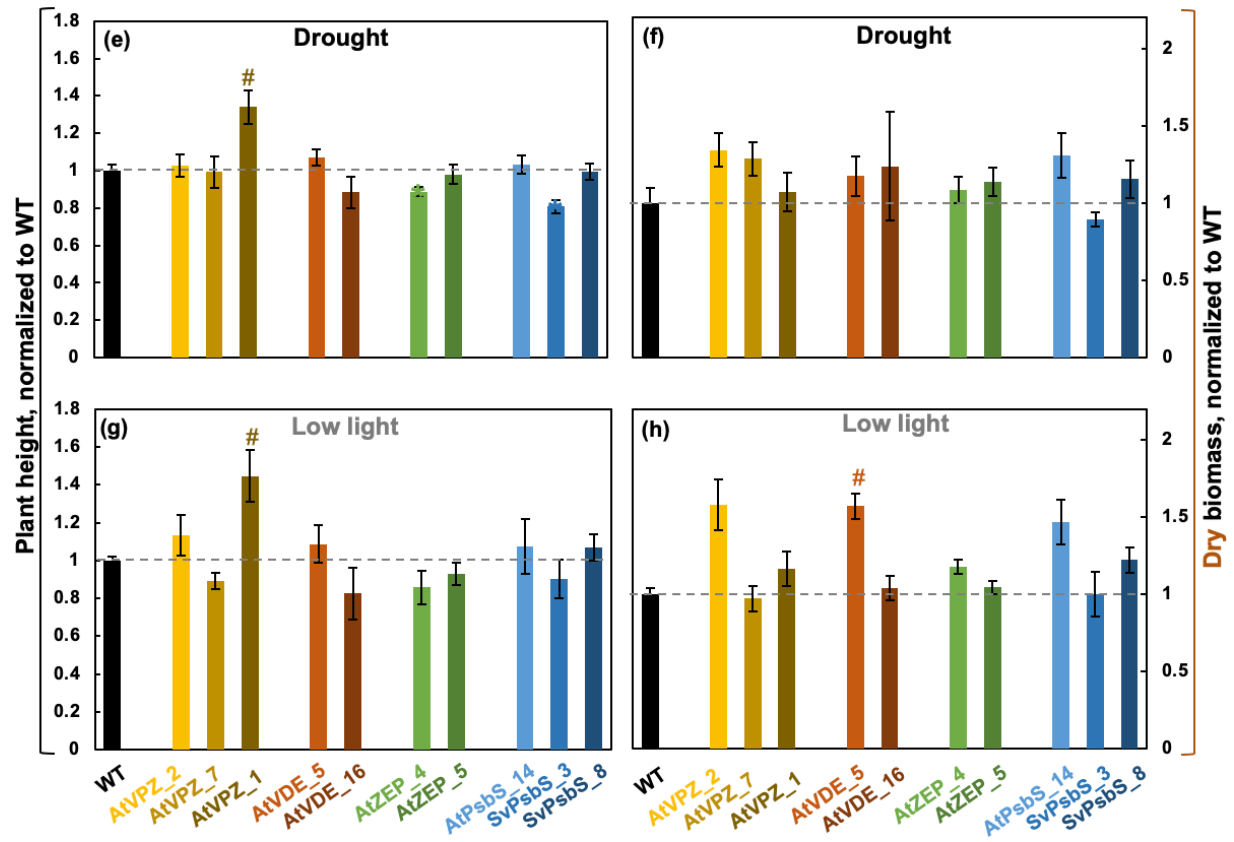 Plant height, normalized to WT
(e)
Drought
1.8
1.6
1.4
1.2
1
0.8
0.6
0.4
0.2
0
#
(f)
Drought
2
1.5
1
0.5
0
Dry biomass, normalized to WT
(g)
Low light
1.8
1.6
1.4
1.2
1
0.8
0.6
0.4
0.2
0
#
WT
AtVPZ_2
AtVPZ_7
AtVPZ_1
AtVDE_5
AtVDE_16
AtZEP_4
AtZEP_5
AtPsbS_14
SvPsbS_3
SvPsbS_8
(h)
Low light
#
2
1.5
1
0.5
0
WT
AtVPZ_2
AtVPZ_7
AtVPZ_1
AtVDE_5
AtVDE_16
AtZEP_4
AtZEP_5
AtPsbS_14
SvPsbS_3
SvPsbS_8